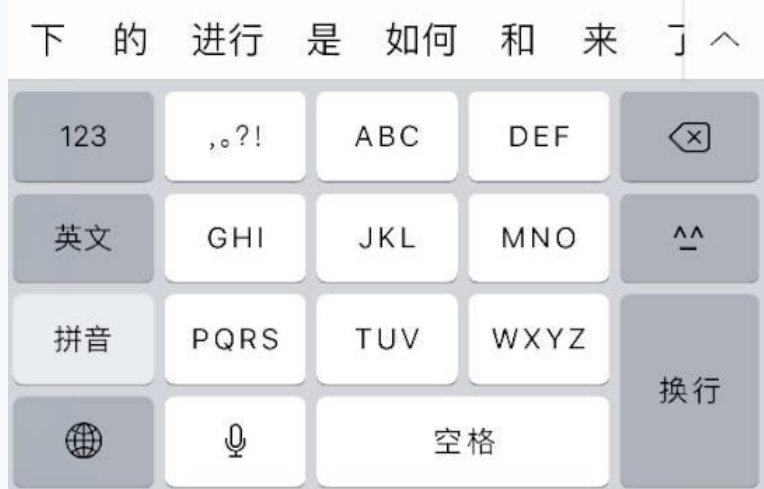 下 的 进行 是 如何 和 来
123 ,。?! ABC DEF
英文 GHI JKL MNO ^^
拼音 PQRS TUV WXYZ
换行
空格